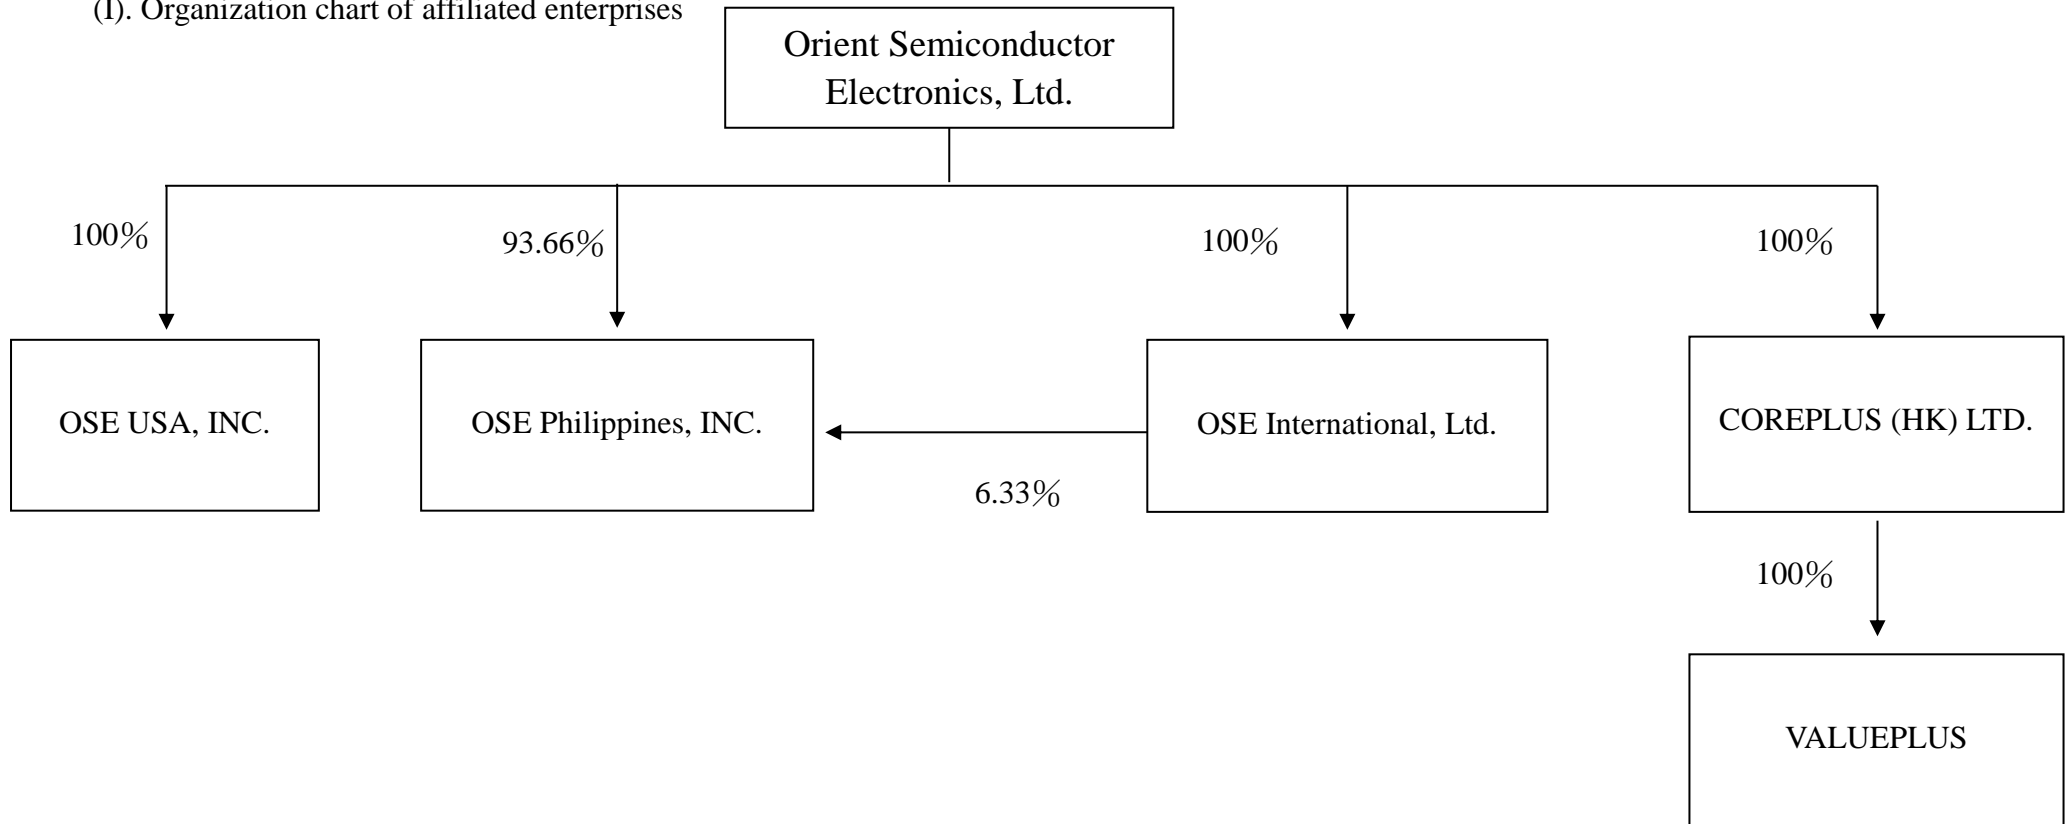 (I). Organization chart of affiliated enterprises
Orient Semiconductor
Electronics, Ltd.
100%
93.66%
100%
100%
OSE USA, INC.
OSE Philippines, INC.
OSE International, Ltd.
COREPLUS (HK) LTD.
6.33%
100%
VALUEPLUS